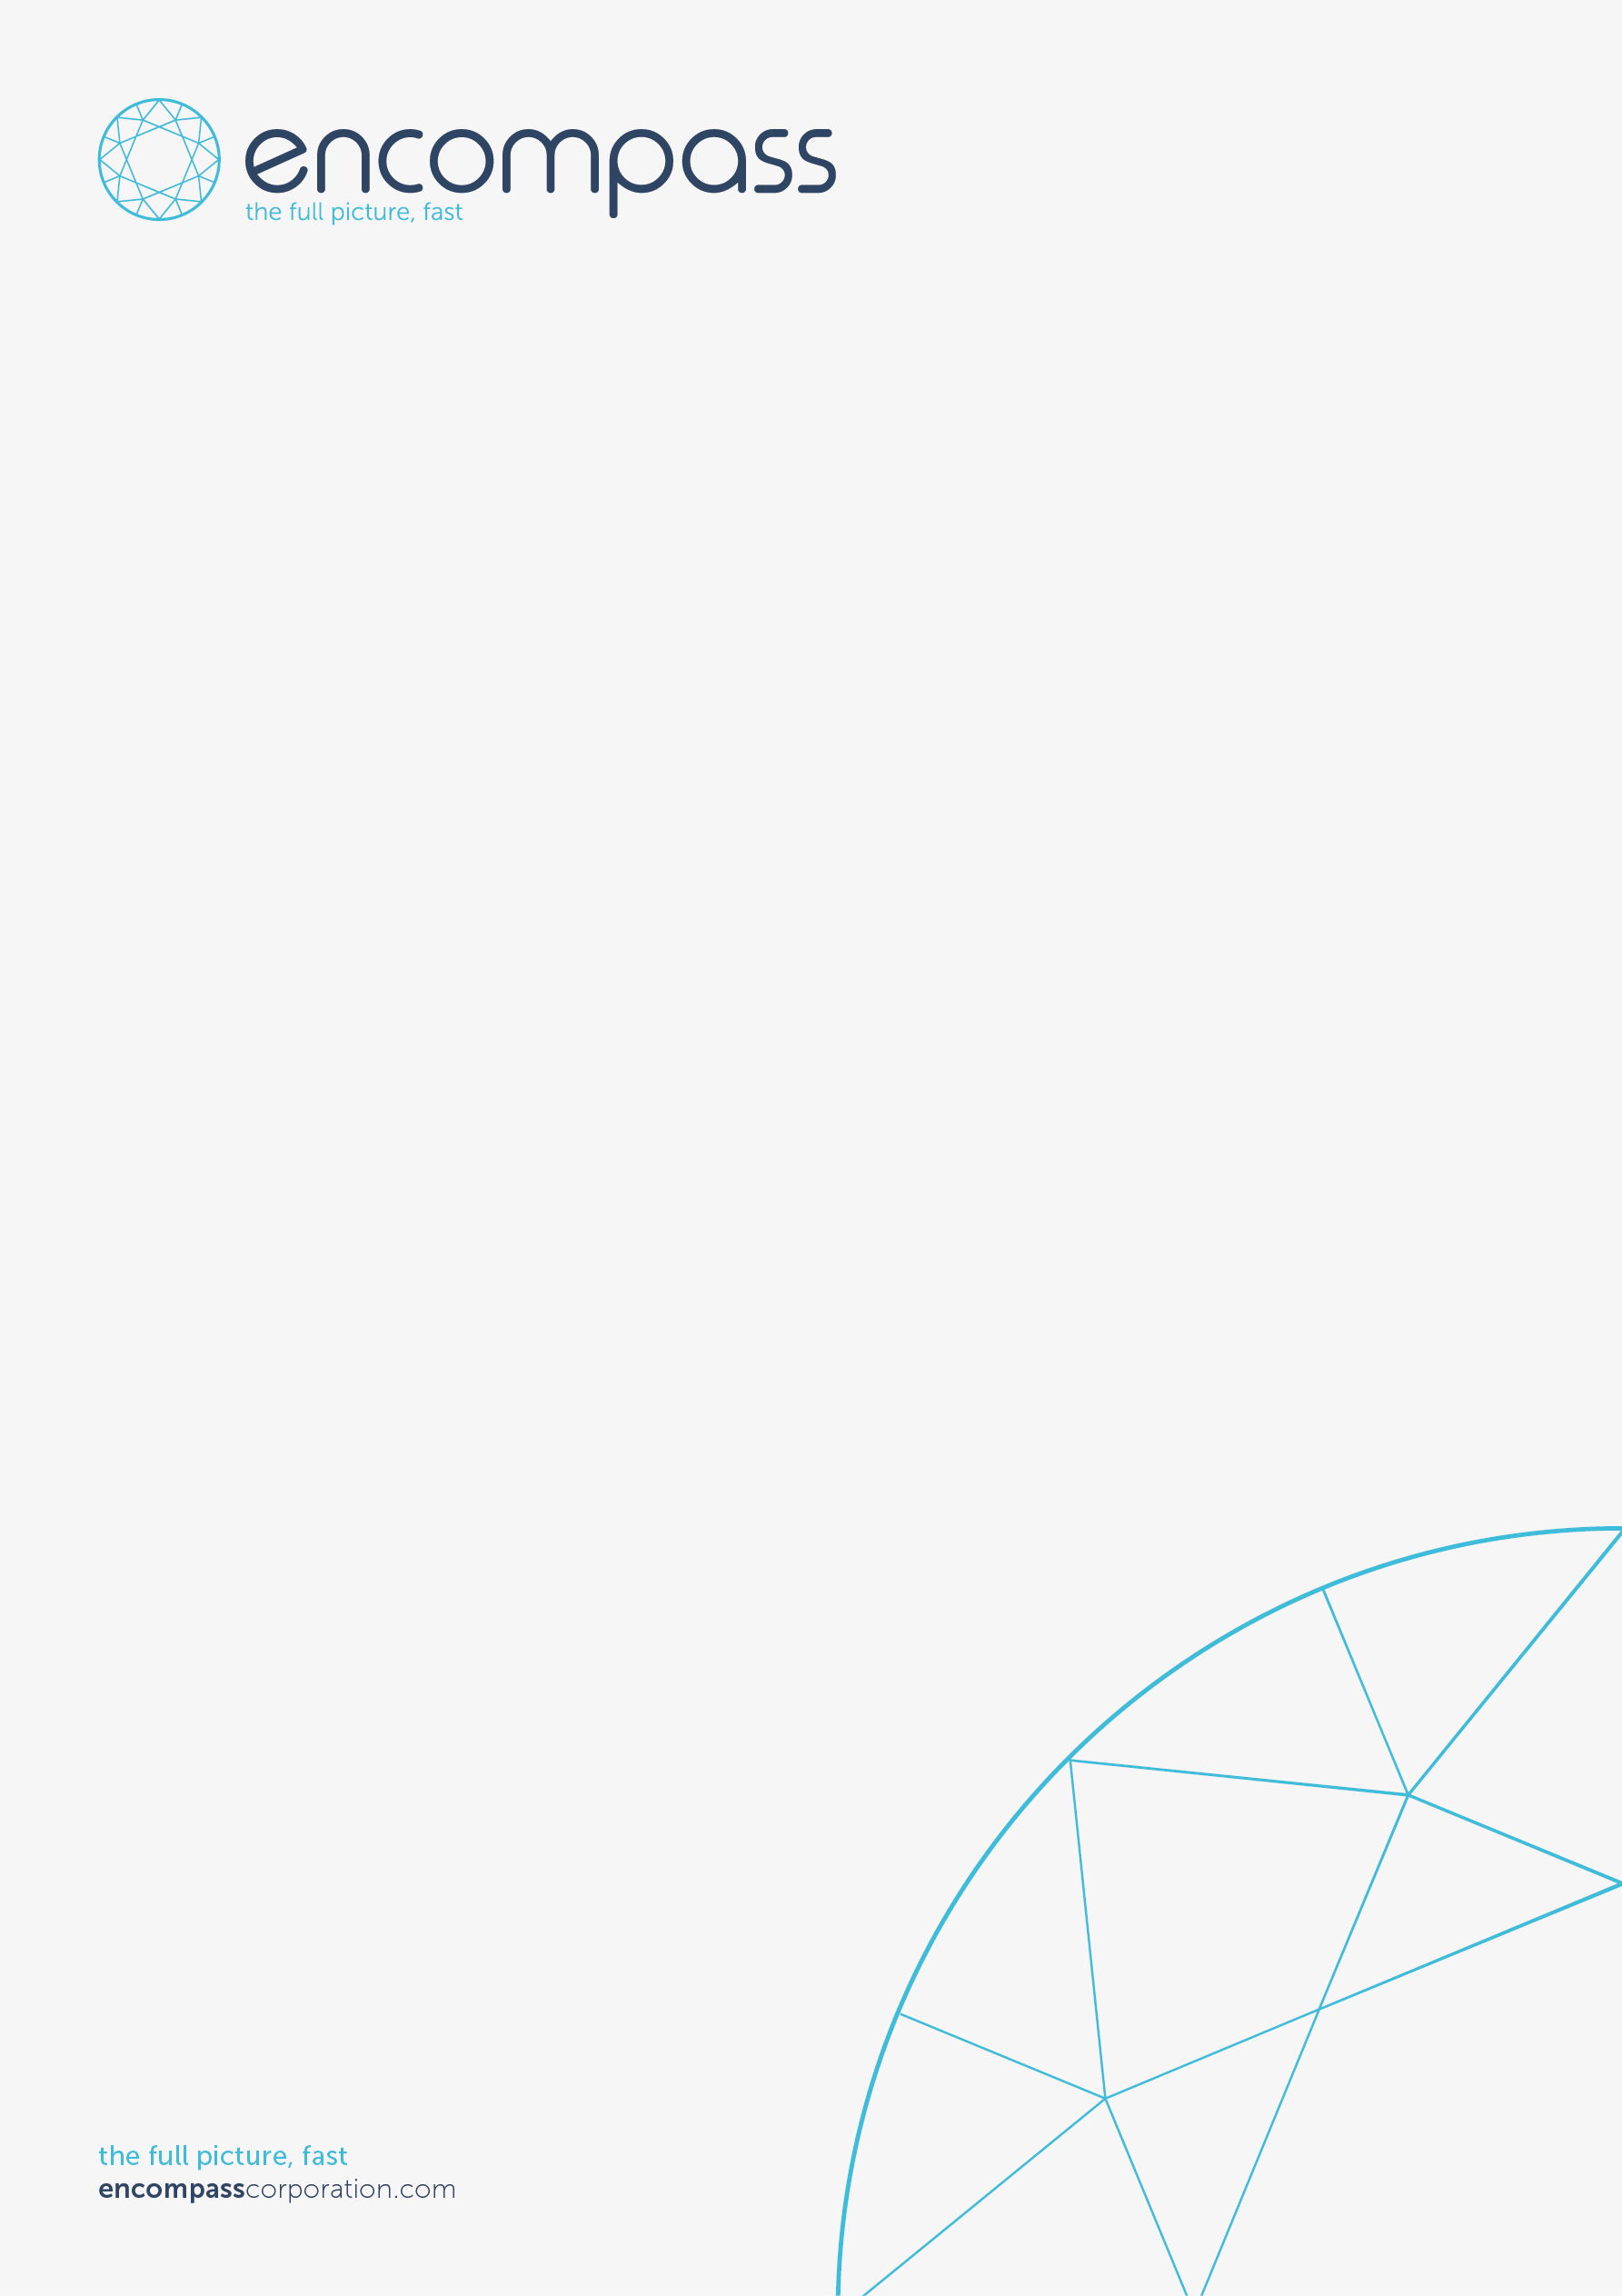 encompass
the full picture, fast
the full picture, fast
encompasscorporation.com